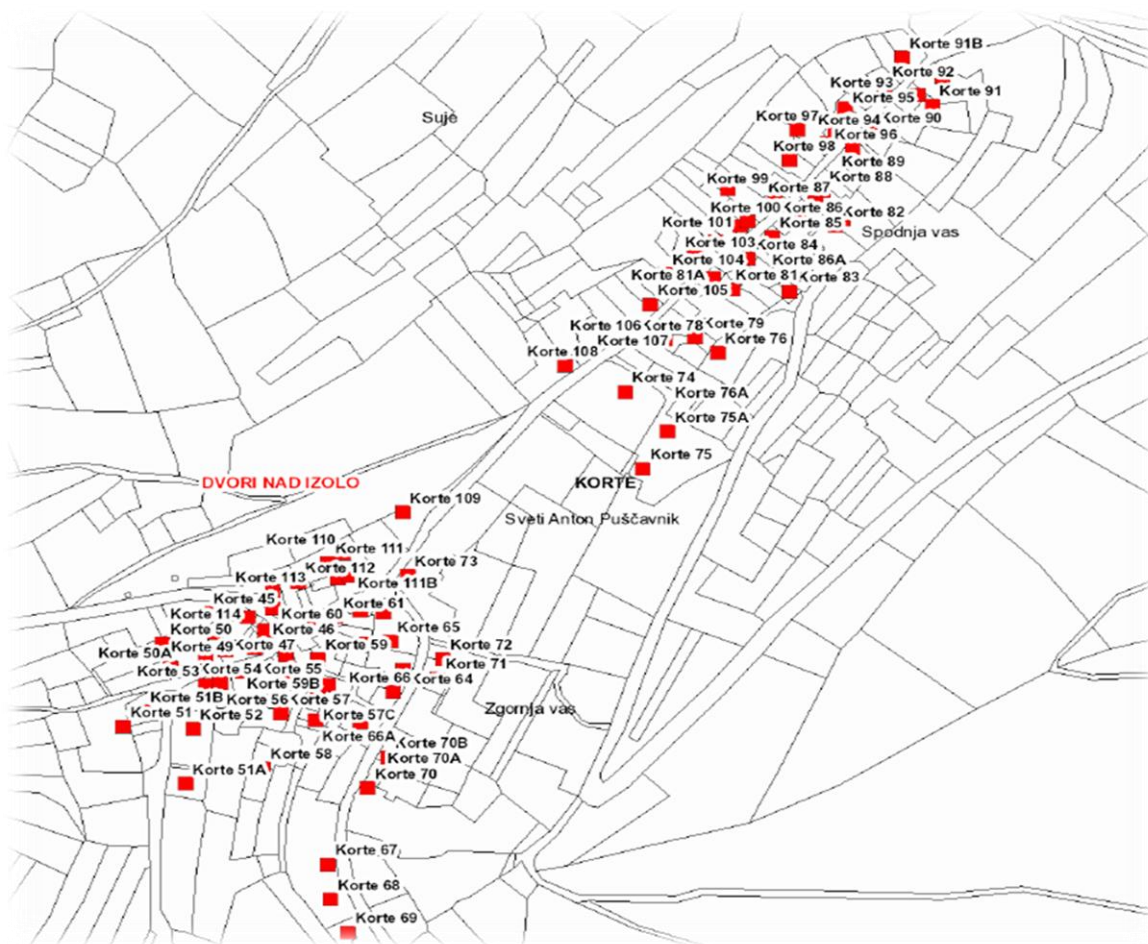 Korte 91B
Korte 92
Korte 93
Korte 95
Korte 91
Suje
Korte 97
Korte 94
Korte 90
Korte 96
Korte 98
Korte 89
Korte 88
Korte 99
Korte 87
Korte 100
Korte 86
Korte 82
Korte 101
Korte 85
Spodnja vas
Korte 103
Korte 84
Korte 104
Korte 86A
Korte 81A
Korte 81
Korte 83
Korte 105
Korte 106
Korte 78
Korte 79
Korte 107
Korte 76
Korte 108
Korte 74
Korte 76A
Korte 75A
Korte 75
DVORI NAD IZOLO
KORTE
Korte 109
Sveti Anton Puščavnik
Korte 110
Korte 111
Korte 73
Korte 113
Korte 112
Korte 111B
Korte 45
Korte 61
Korte 114
Korte 60
Korte 50
Korte 46
Korte 65
Korte 50A
Korte 49
Korte 47
Korte 59
Korte 72
Korte 53
Korte 54
Korte 55
Korte 71
Korte 66
Korte 64
Korte 59B
Korte 51B
Korte 56
Korte 57
Zgornja vas
Korte 51
Korte 52
Korte 57C
Korte 66A
Korte 70B
Korte 58
Korte 70A
Korte 51A
Korte 70
Korte 67
Korte 68
Korte 69